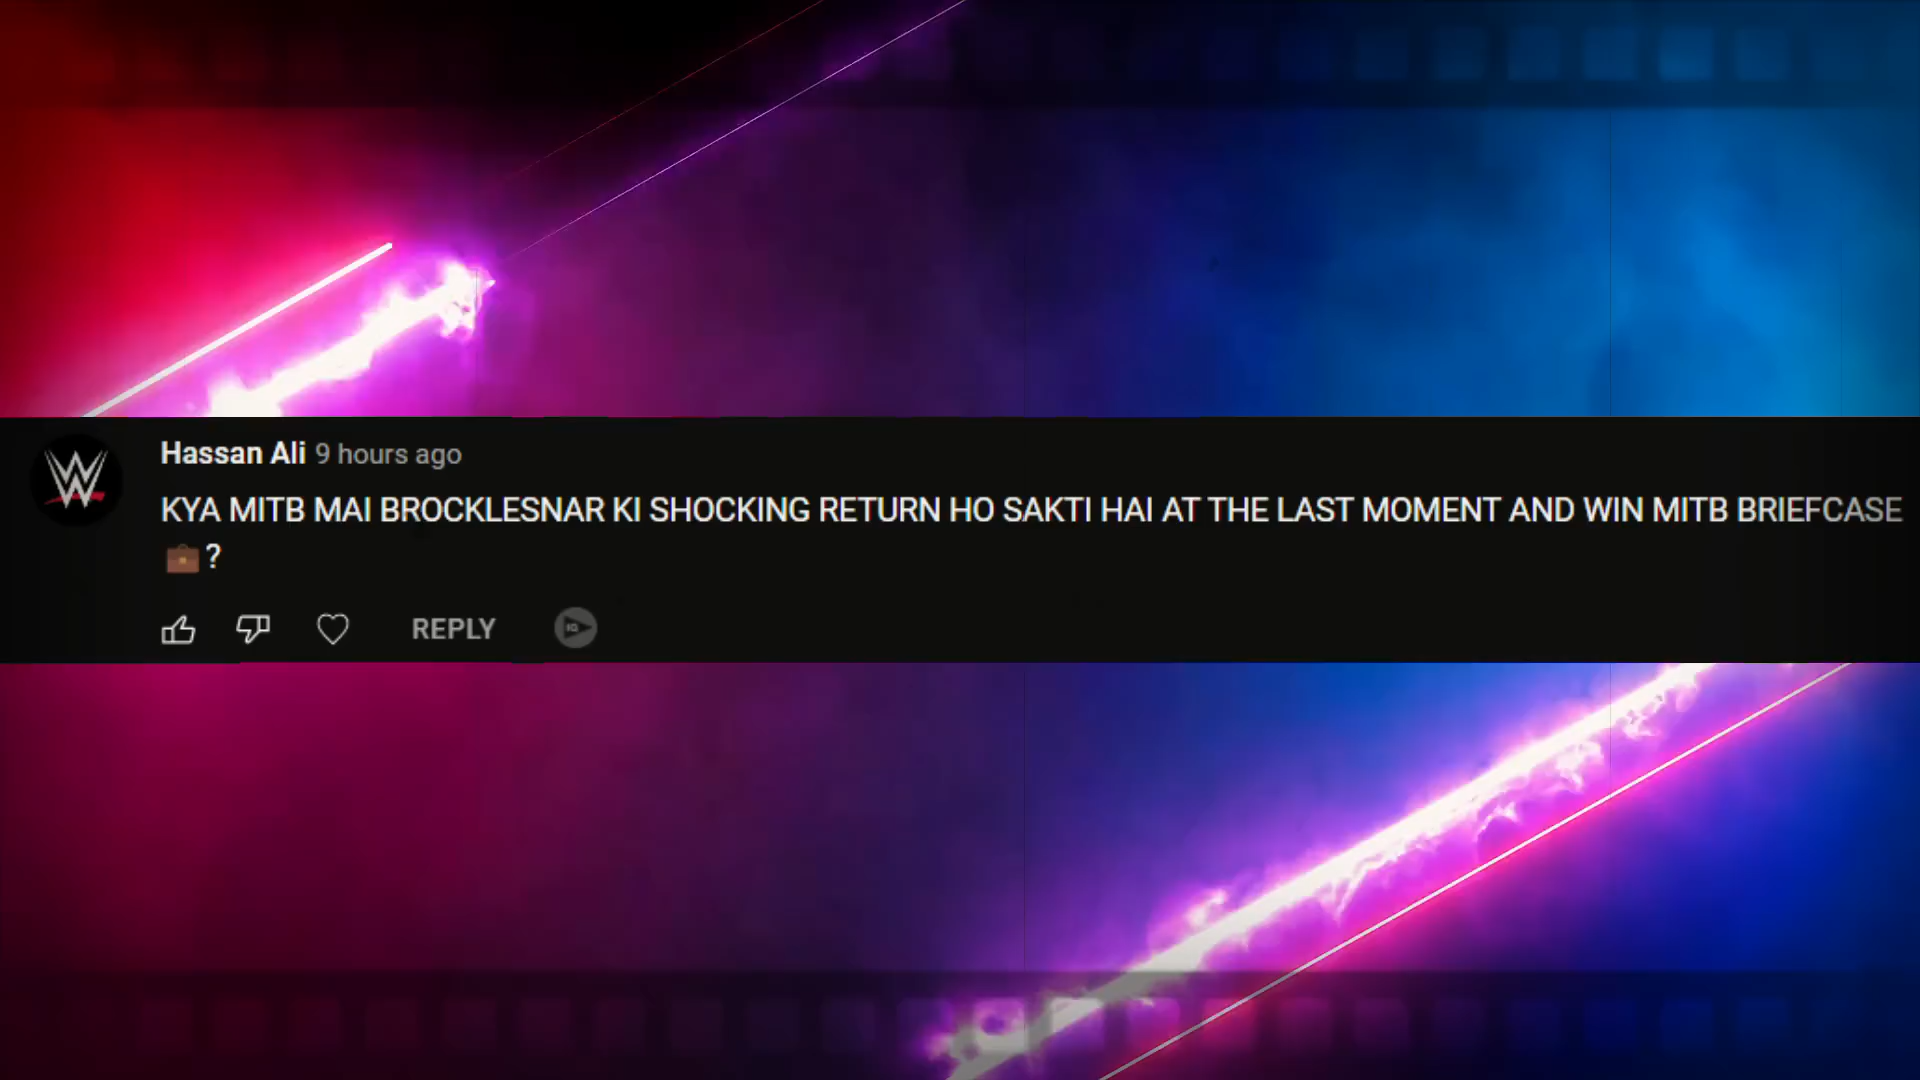 Hassan Ali 9 hours ago
KYA MITB MAI BROCKLESNAR KI SHOCKING RETURN HO SAKTI HAI AT THE LAST MOMENT AND WIN MITB BRIEFCASE
💼?
REPLY
IQ